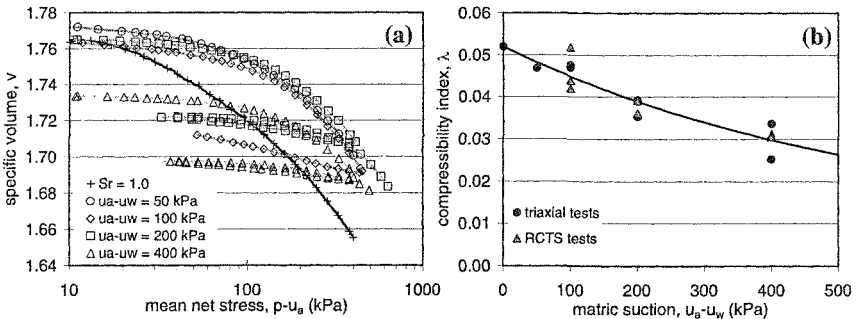 1.78
1.76
1.74
1.72
1.70
1.68
1.66
1.64
specific volume, v
(a)
+ Sr = 1.0
ua-uw = 50 kPa
ua-uw = 100 kPa
ua-uw = 200 kPa
ua-uw = 400 kPa
10
100
1000
mean net stress, p-uₐ (kPa)
0.06
0.05
0.04
0.03
0.02
0.01
0.00
compressibility index, λ
(b)
triaxial tests
RCTS tests
0
100
200
300
400
500
matric suction, uₐ-u_w (kPa)